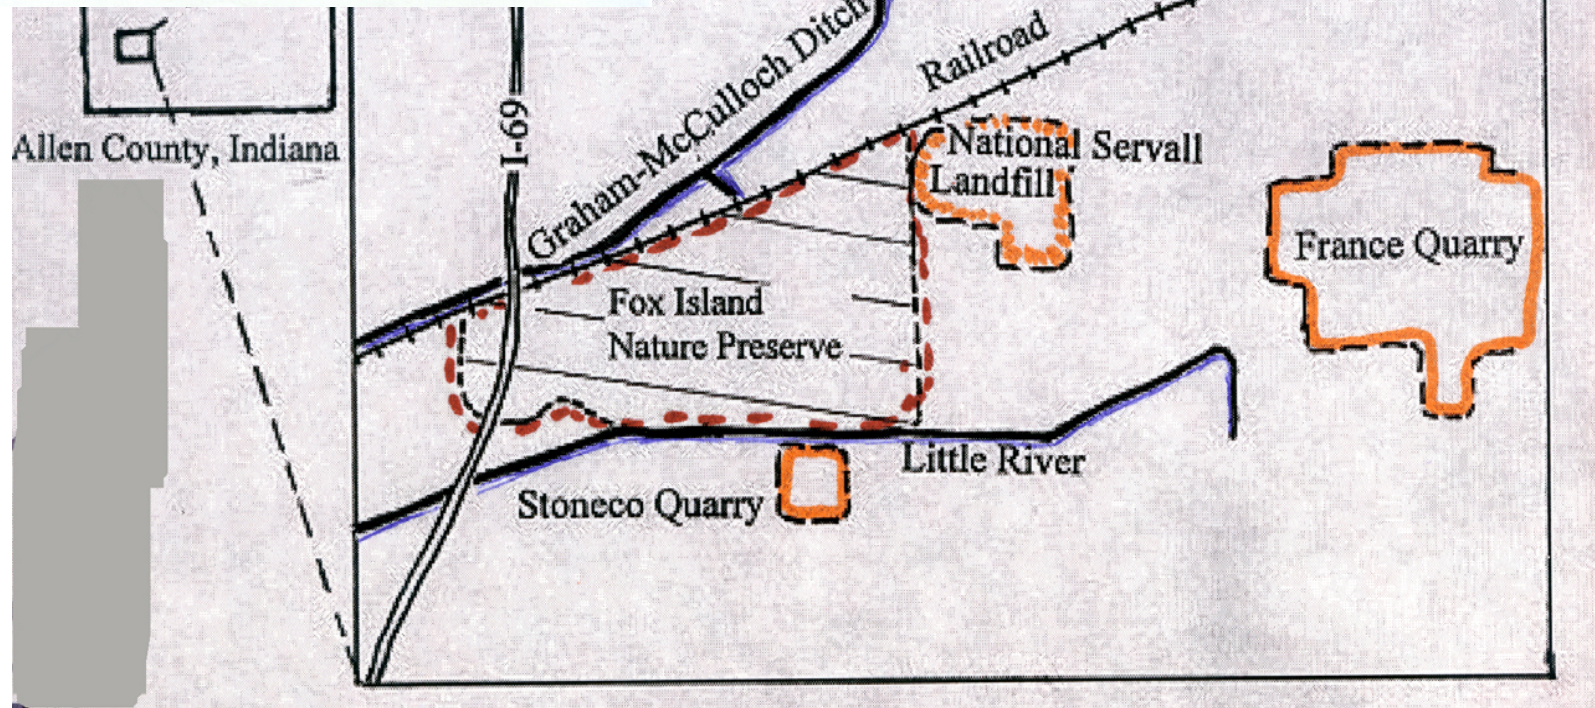 Graham-McCulloch Ditch
Railroad
I-69
Allen County, Indiana
National Servall
Landfill
France Quarry
Fox Island
Nature Preserve
Little River
Stoneco Quarry